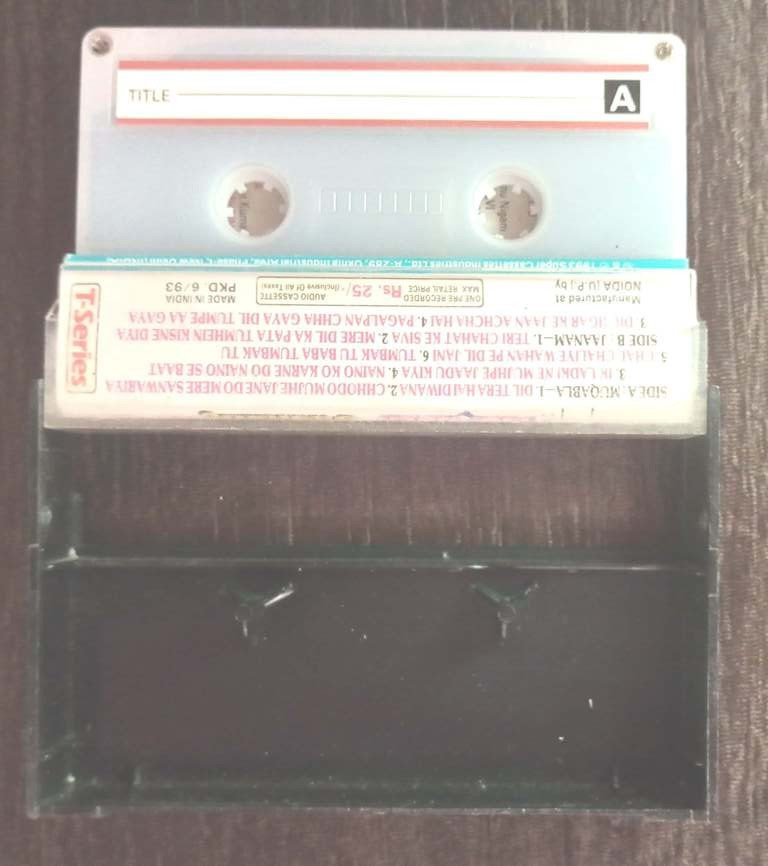 TITLE
A
SIDE A : MUQABLA–1. DIL TERA HAI DIWANA 2. CHHODO MUJHE JANE DO MERE SANWARIYA
3. EK LADKI NE MUJHPE JAADU KIYA 4. NAINO KO KARNE DO NAINO SE BAAT
5. CHAL CHALIYE WAHAN PE DIL JANI 6. TUMBAK TU BABA TUMBAK TU
SIDE B : JAANAM–1. TERI CHAHAT KE SIVA 2. MERE DIL KA PATA TUMHEIN KISNE DIYA
3. DIL JIGAR KE JAAN ACHCHA HAI 4. PAGALPAN CHHA GAYA DIL TUMPE AA GAYA
Manufactured at
NOIDA (U.P.) by
ONE PRE RECORDED
AUDIO CASSETTE
MAX. RETAIL PRICE
Rs. 25/-
(Inclusive Of All Taxes)
MADE IN INDIA
PKD 6/93
T-Series
1993 Super Cassettes Industries Ltd., Industrial Area, Phase-I, New Delhi (INDIA)